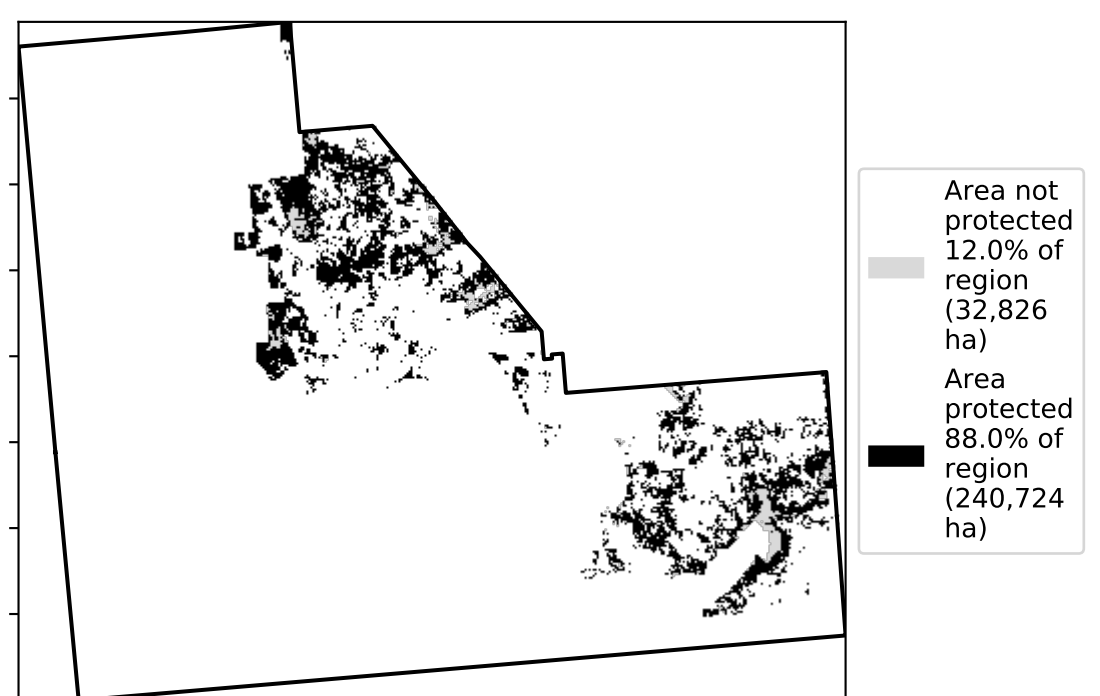 Area not
protected
12.0% of
region
(32,826
ha)
Area
protected
88.0% of
region
(240,724
ha)